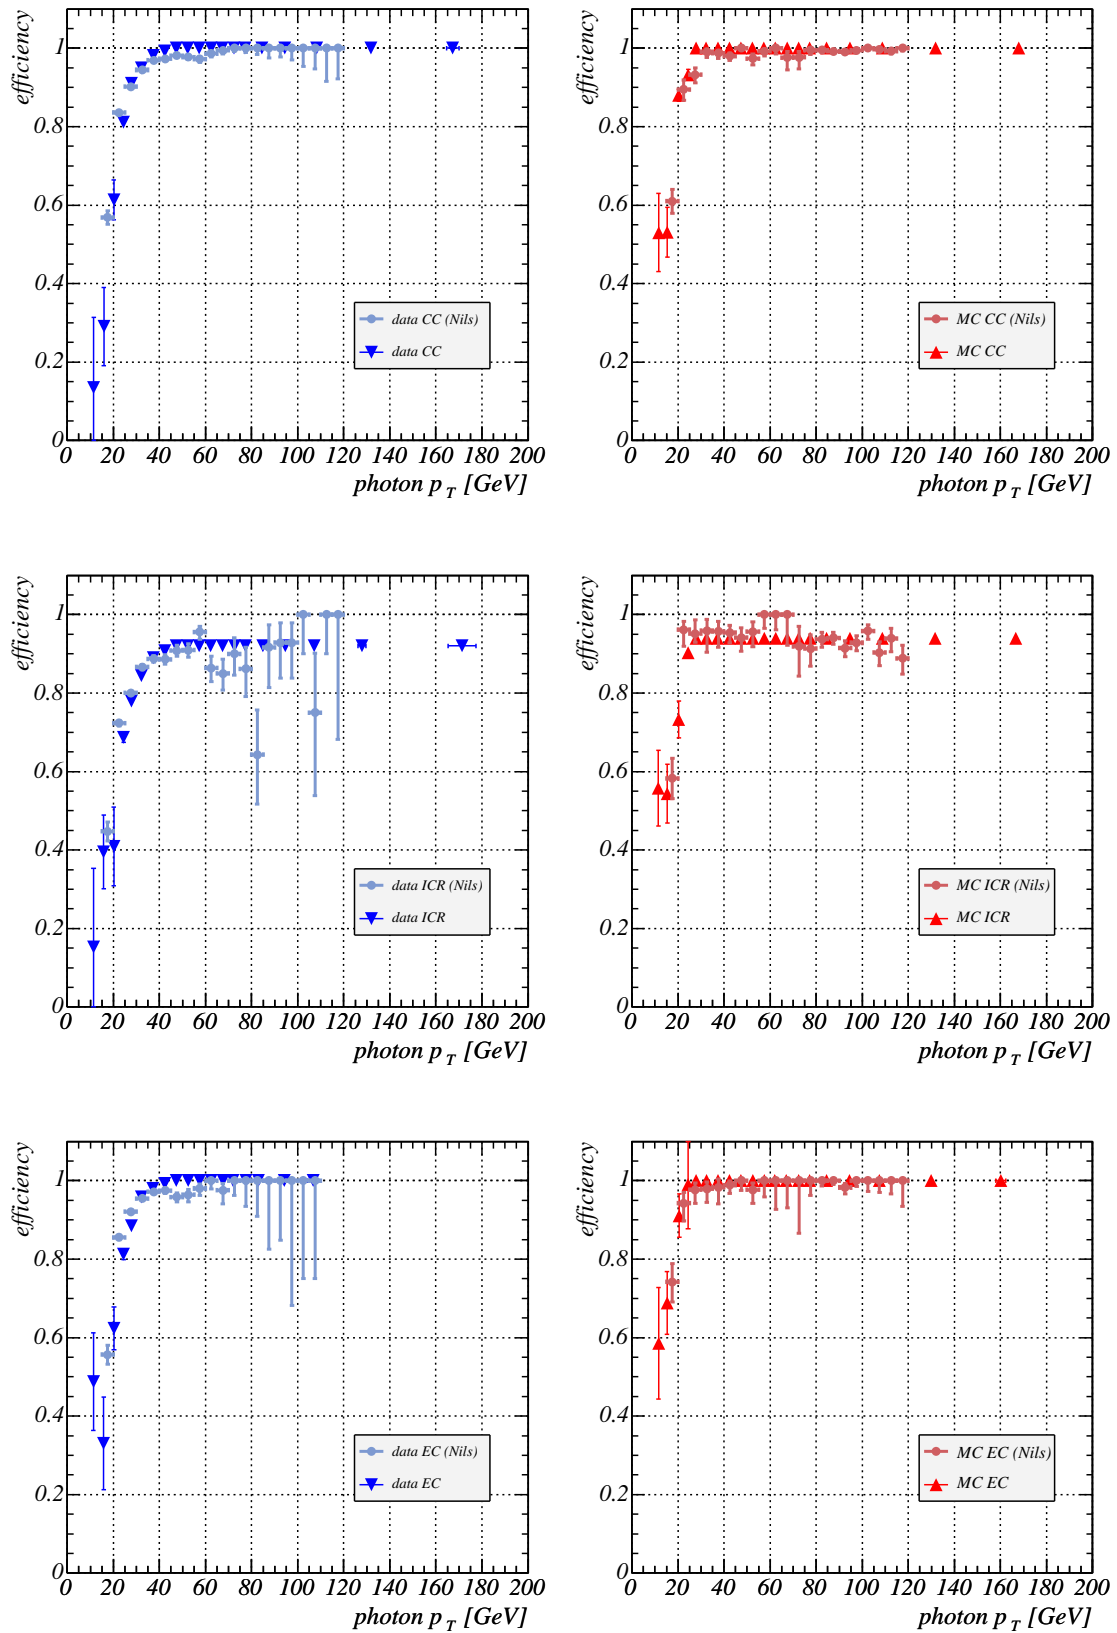 efficiency
1
0.8
0.6
0.4
0.2
0
data CC (Nils)
data CC
0 20 40 60 80 100 120 140 160 180 200
photon p T [GeV]
efficiency
1
0.8
0.6
0.4
0.2
0
MC CC (Nils)
MC CC
0 20 40 60 80 100 120 140 160 180 200
photon p T [GeV]
efficiency
1
0.8
0.6
0.4
0.2
0
data ICR (Nils)
data ICR
0 20 40 60 80 100 120 140 160 180 200
photon p T [GeV]
efficiency
1
0.8
0.6
0.4
0.2
0
MC ICR (Nils)
MC ICR
0 20 40 60 80 100 120 140 160 180 200
photon p T [GeV]
efficiency
1
0.8
0.6
0.4
0.2
0
data EC (Nils)
data EC
0 20 40 60 80 100 120 140 160 180 200
photon p T [GeV]
efficiency
1
0.8
0.6
0.4
0.2
0
MC EC (Nils)
MC EC
0 20 40 60 80 100 120 140 160 180 200
photon p T [GeV]